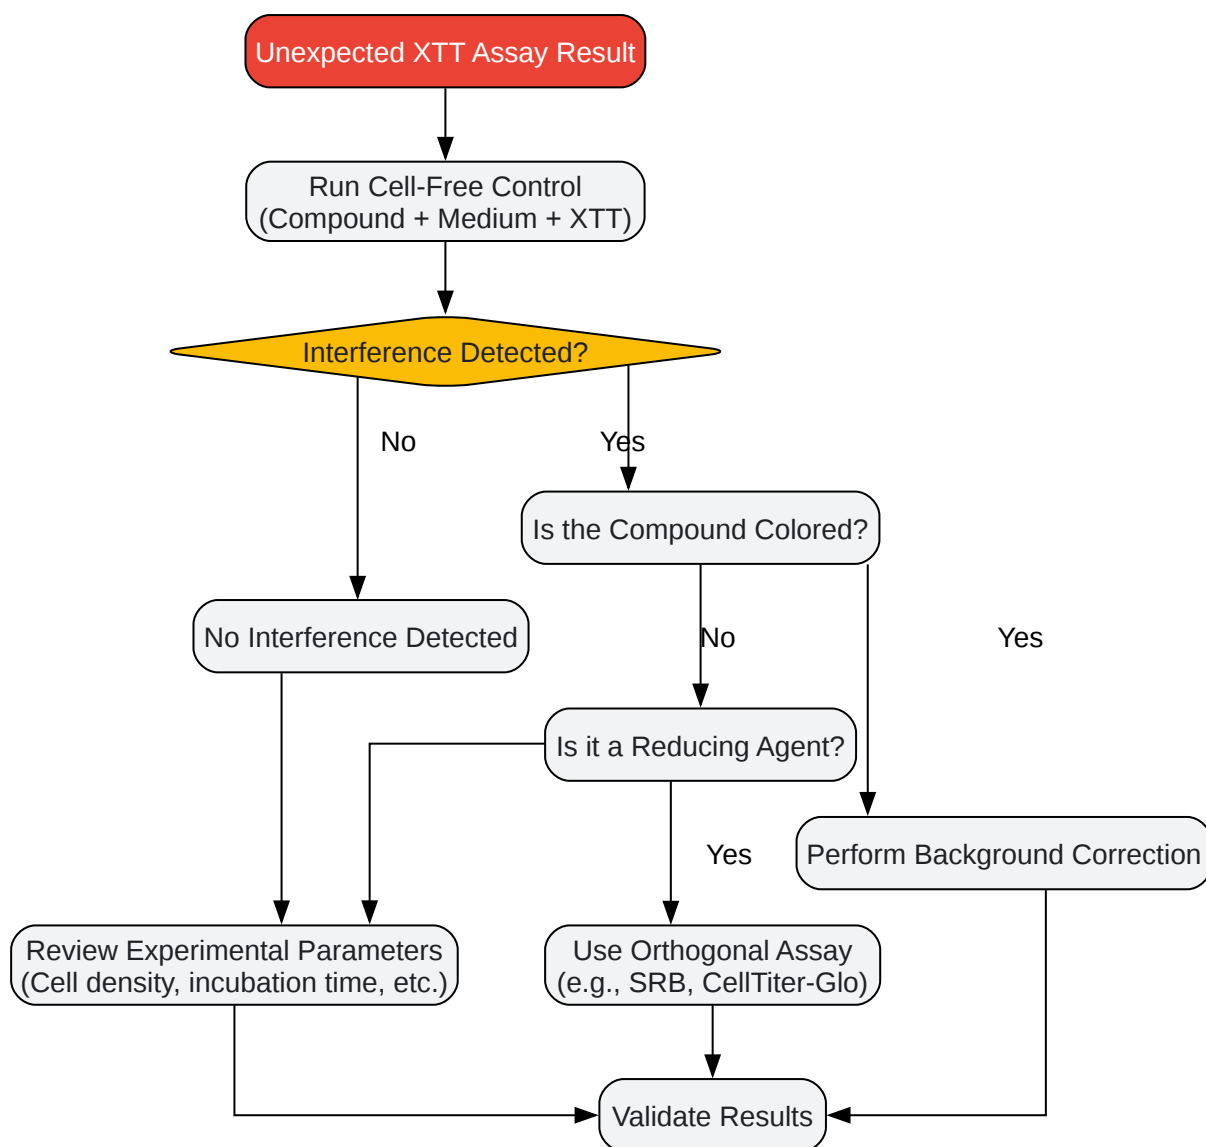 Unexpected XTT Assay Result
Run Cell-Free Control
(Compound + Medium + XTT)
Interference Detected?
No
Yes
Is the Compound Colored?
No Interference Detected
No
Yes
Is it a Reducing Agent?
Yes
Perform Background Correction
Review Experimental Parameters
(Cell density, incubation time, etc.)
Use Orthogonal Assay
(e.g., SRB, CellTiter-Glo)
Validate Results